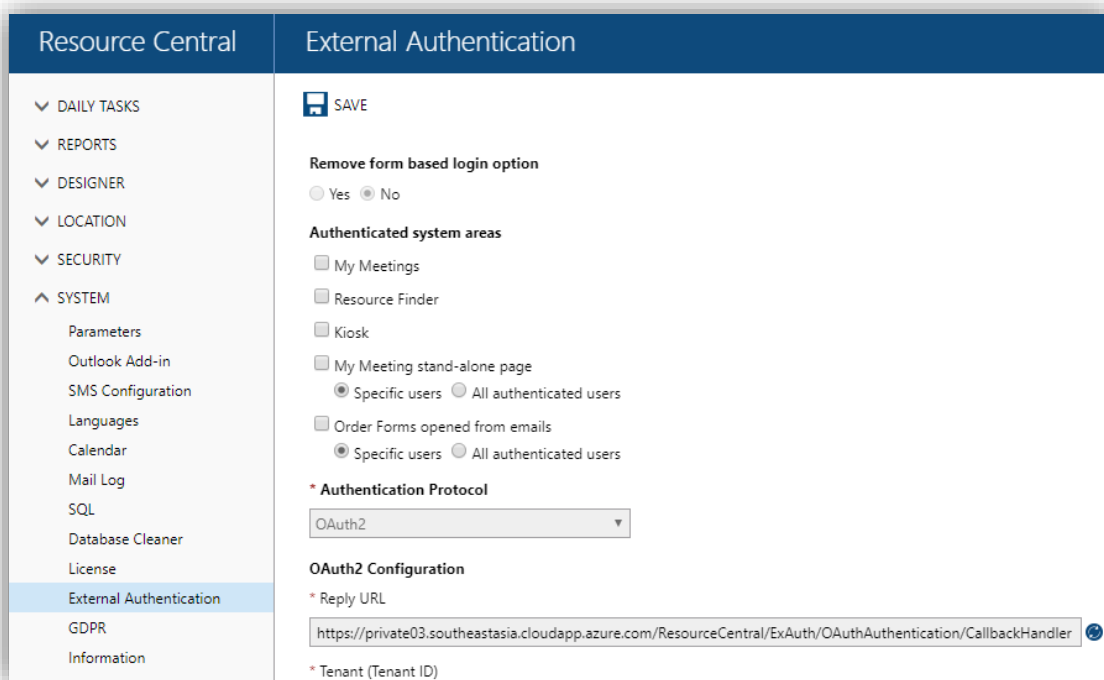 Resource Central
External Authentication
DAILY TASKS
REPORTS
DESIGNER
LOCATION
SECURITY
SYSTEM
Parameters
Outlook Add-in
SMS Configuration
Languages
Calendar
Mail Log
SQL
Database Cleaner
License
External Authentication
GDPR
Information
SAVE
Remove form based login option
Yes No
Authenticated system areas
My Meetings
Resource Finder
Kiosk
My Meeting stand-alone page
Specific users All authenticated users
Order Forms opened from emails
Specific users All authenticated users
* Authentication Protocol
OAuth2
OAuth2 Configuration
* Reply URL
https://private03.southeastasia.cloudapp.azure.com/ResourceCentral/ExAuth/OAuthAuthentication/CallbackHandler
* Tenant (Tenant ID)